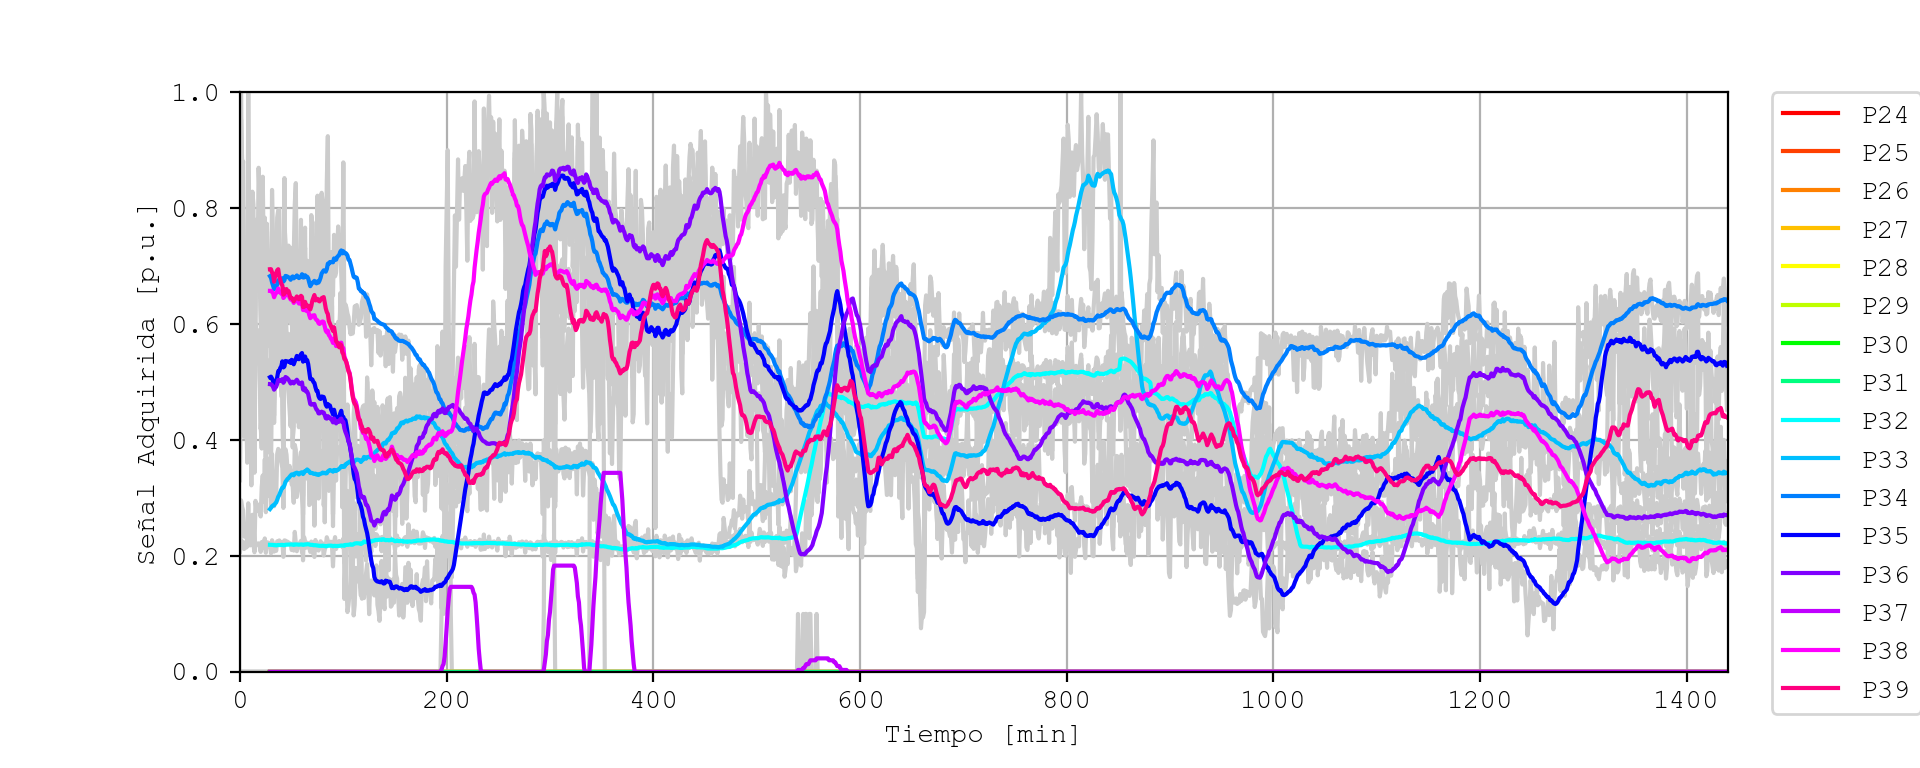 Señal Adquirida [p.u.]
1.0
0.8
0.6
0.4
0.2
0.0
0 200 400 600 800 1000 1200 1400
Tiempo [min]
P24
P25
P26
P27
P28
P29
P30
P31
P32
P33
P34
P35
P36
P37
P38
P39